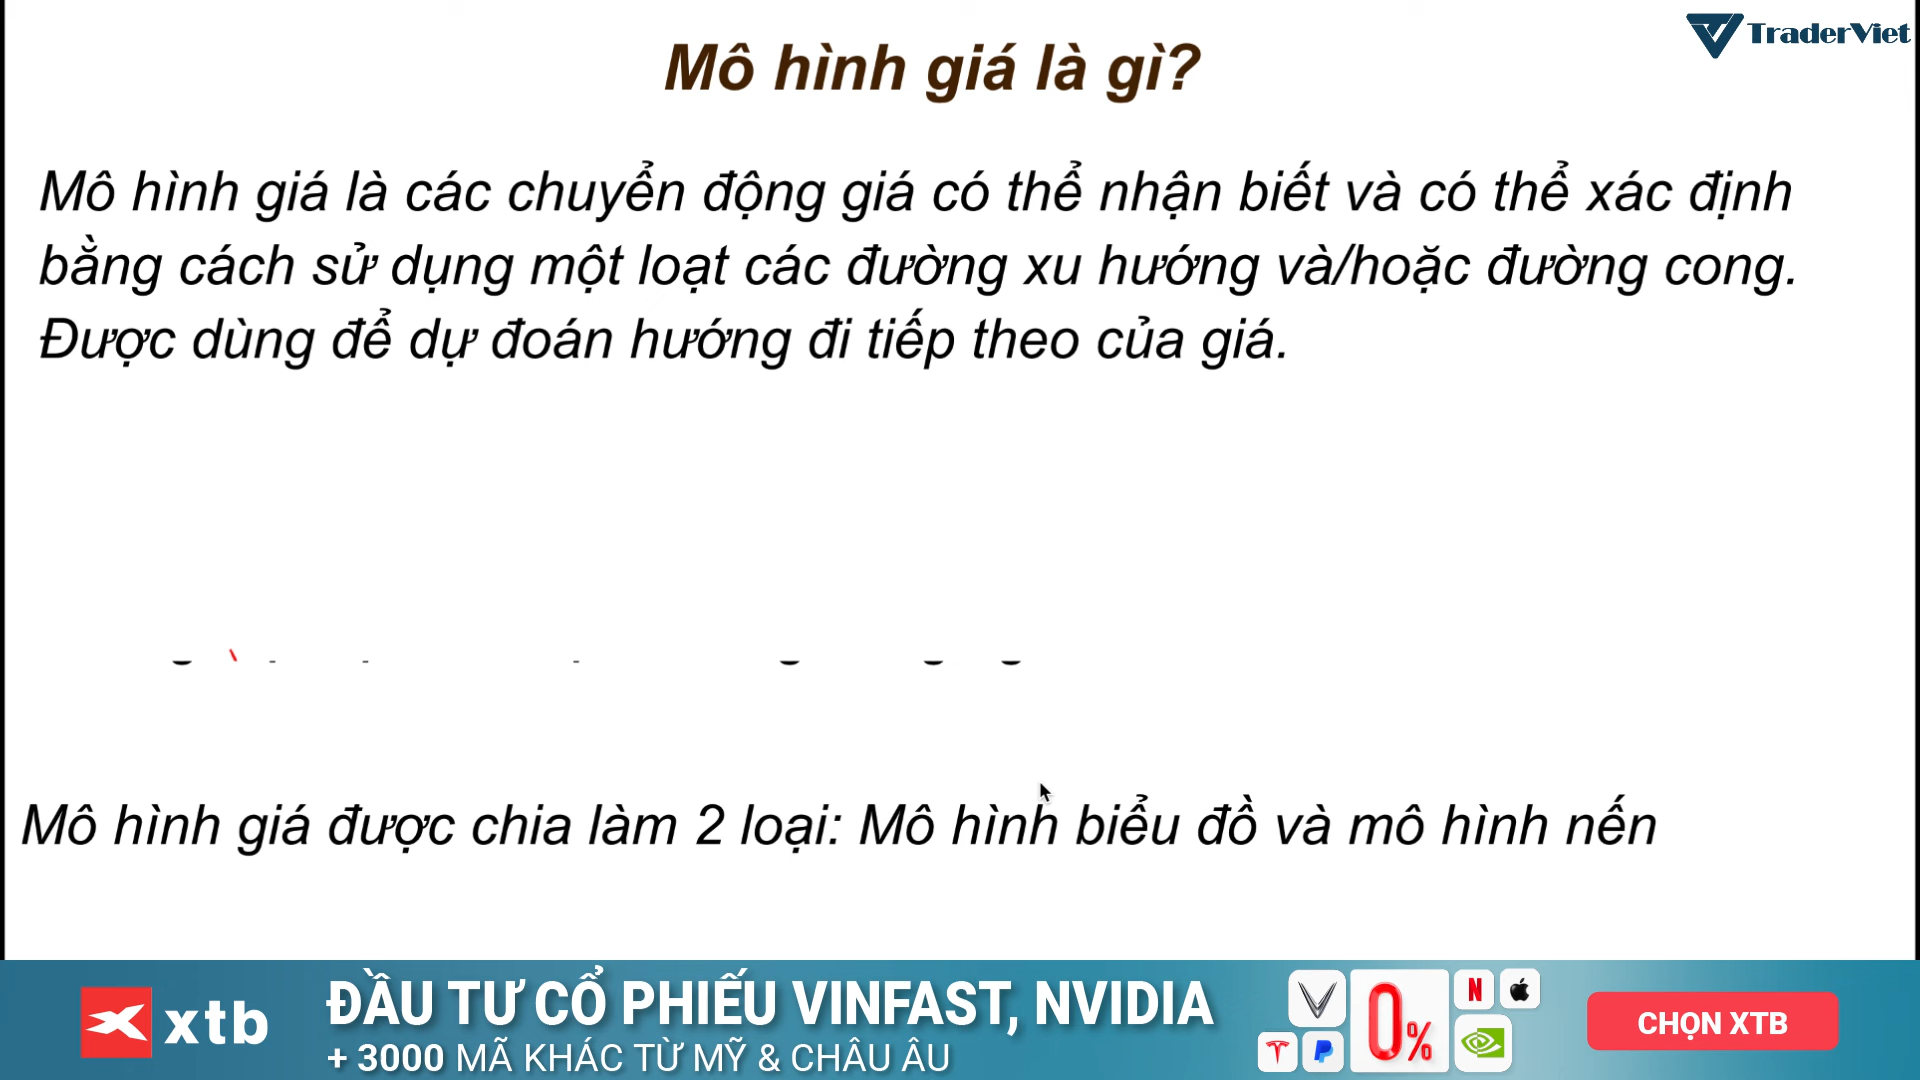 TraderViet
Mô hình giá là gì?
Mô hình giá là các chuyển động giá có thể nhận biết và có thể xác định
bằng cách sử dụng một loạt các đường xu hướng và/hoặc đường cong.
Được dùng để dự đoán hướng đi tiếp theo của giá.
Mô hình giá được chia làm 2 loại: Mô hình biểu đồ và mô hình nến
xtb
ĐẦU TƯ CỔ PHIẾU VINFAST, NVIDIA
+ 3000 MÃ KHÁC TỪ MỸ & CHÂU ÂU
0%
N
CHỌN XTB